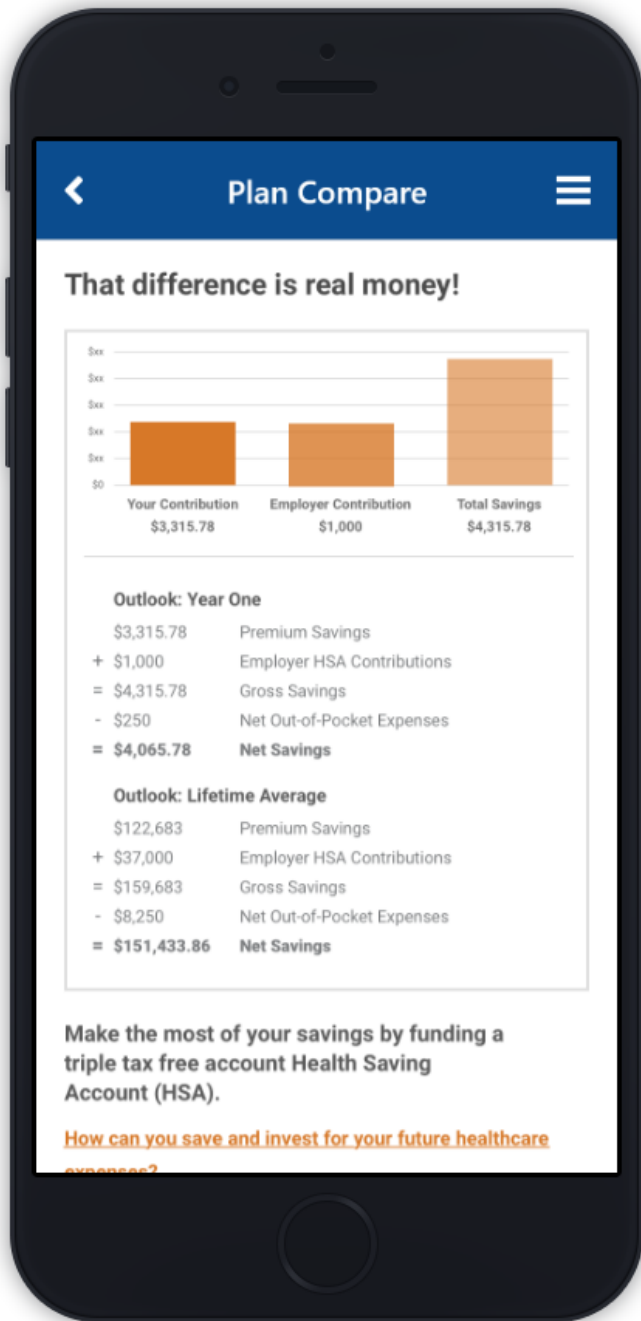 Plan Compare
That difference is real money!
$xx
$xx
$xx
$xx
$xx
$0
Your Contribution Employer Contribution Total Savings
$3,315.78 $1,000 $4,315.78
Outlook: Year One
$3,315.78 Premium Savings
+ $1,000 Employer HSA Contributions
= $4,315.78 Gross Savings
- $250 Net Out-of-Pocket Expenses
= $4,065.78 Net Savings
Outlook: Lifetime Average
$122,683 Premium Savings
+ $37,000 Employer HSA Contributions
= $159,683 Gross Savings
- $8,250 Net Out-of-Pocket Expenses
= $151,433.86 Net Savings
Make the most of your savings by funding a
triple tax free account Health Saving
Account (HSA).
How can you save and invest for your future healthcare
expenses?